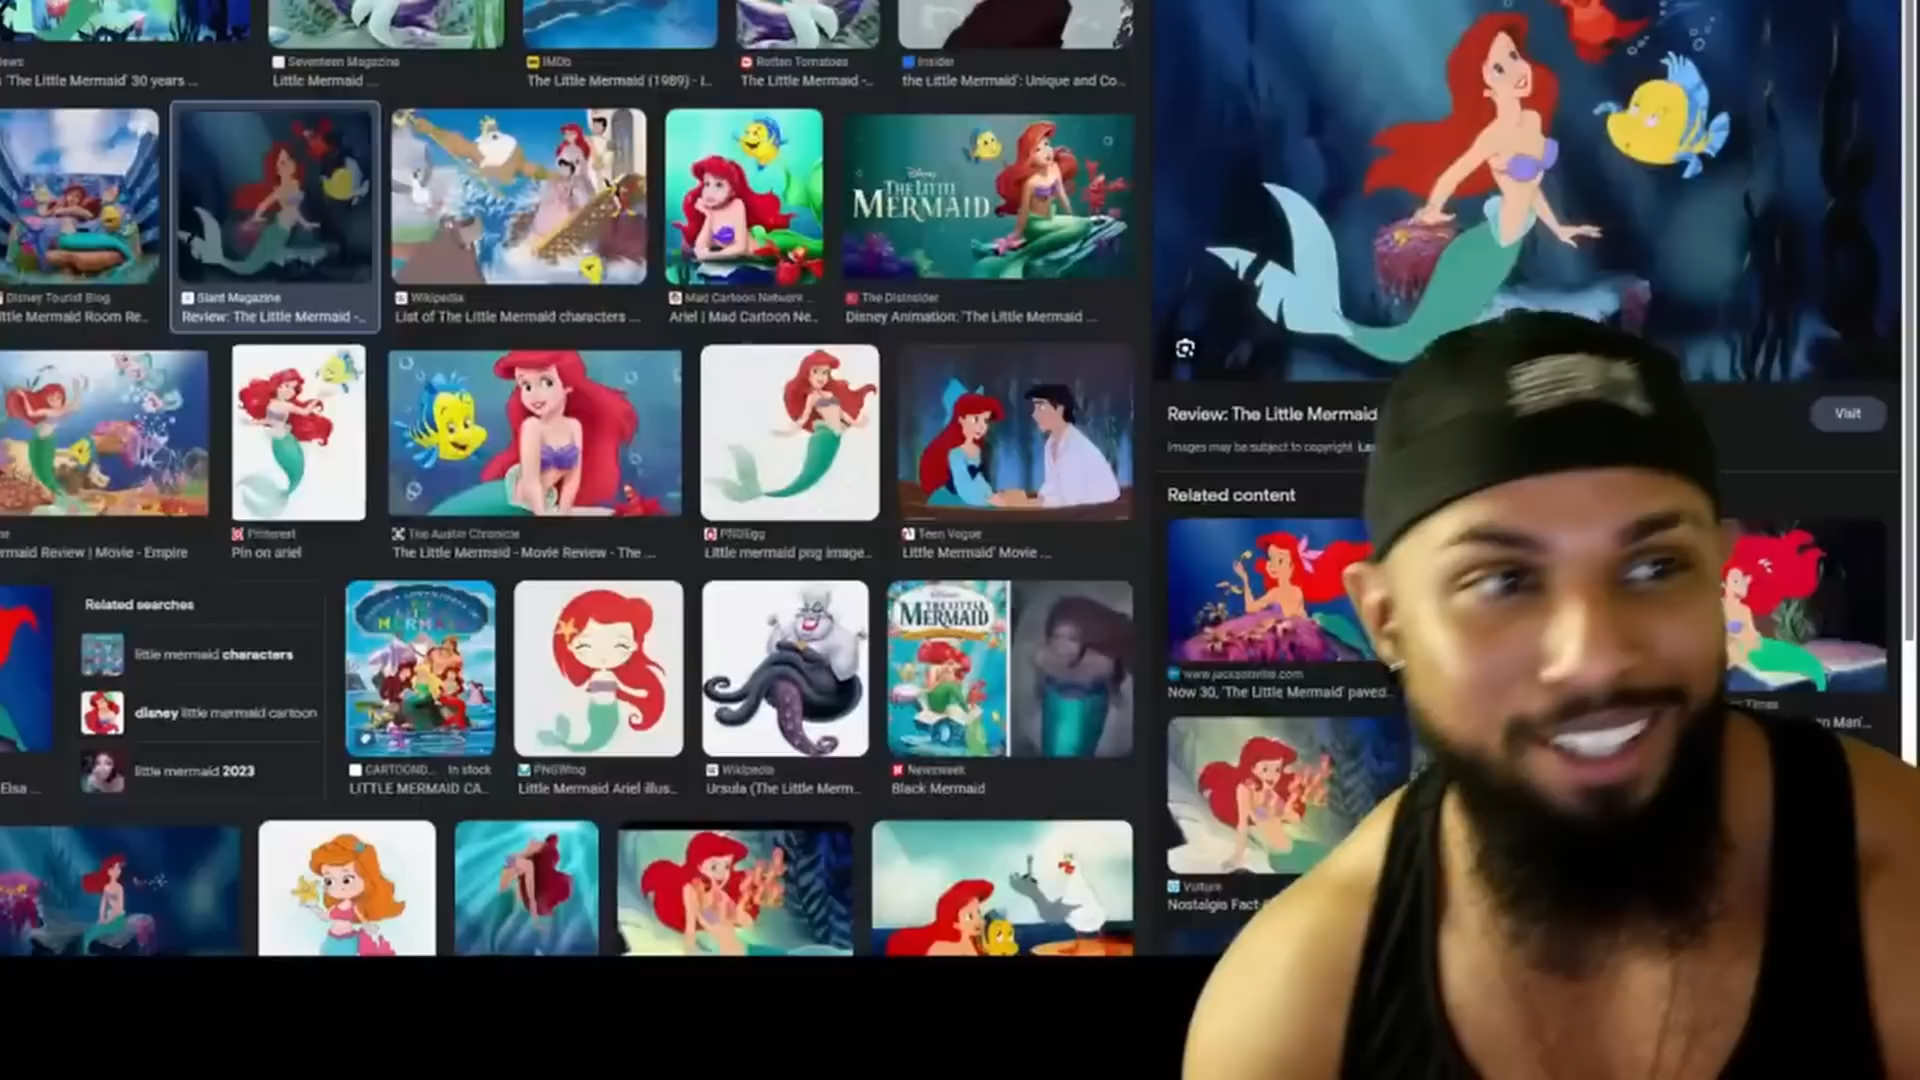 Seventeen Magazine
IMDb
Rotten Tomatoes
Insider
'The Little Mermaid' 30 years ...
Little Mermaid ...
The Little Mermaid (1989) - I...
The Little Mermaid -...
the Little Mermaid': Unique and Co...
Disney
THE LITTLE
MERMAID
Disney Tourist Blog
Slant Magazine
Wikipedia
Mad Cartoon Network ...
The DisInsider
ittle Mermaid Room Re...
Review: The Little Mermaid -...
List of The Little Mermaid characters ...
Ariel | Mad Cartoon Ne...
Disney Animation: 'The Little Mermaid ...
Review: The Little Mermaid
Visit
Images may be subject to copyright.
Related content
Pinterest
The Austin Chronicle
PNGEgg
Teen Vogue
rmaid Review | Movie - Empire
Pin on ariel
The Little Mermaid - Movie Review - The ...
Little mermaid png image...
Little Mermaid' Movie ...
Related searches
little mermaid characters
disney little mermaid cartoon
little mermaid 2023
THE LITTLE
MERMAID
www.jacksonville.com
Now 30, 'The Little Mermaid' paved...
Times
n Man'...
Elsa ...
CARTOOND... In stock
PNGWing
Wikipedia
Newsweek
LITTLE MERMAID CA...
Little Mermaid Ariel illus...
Ursula (The Little Merm...
Black Mermaid
Vulture
Nostalgia Fact-